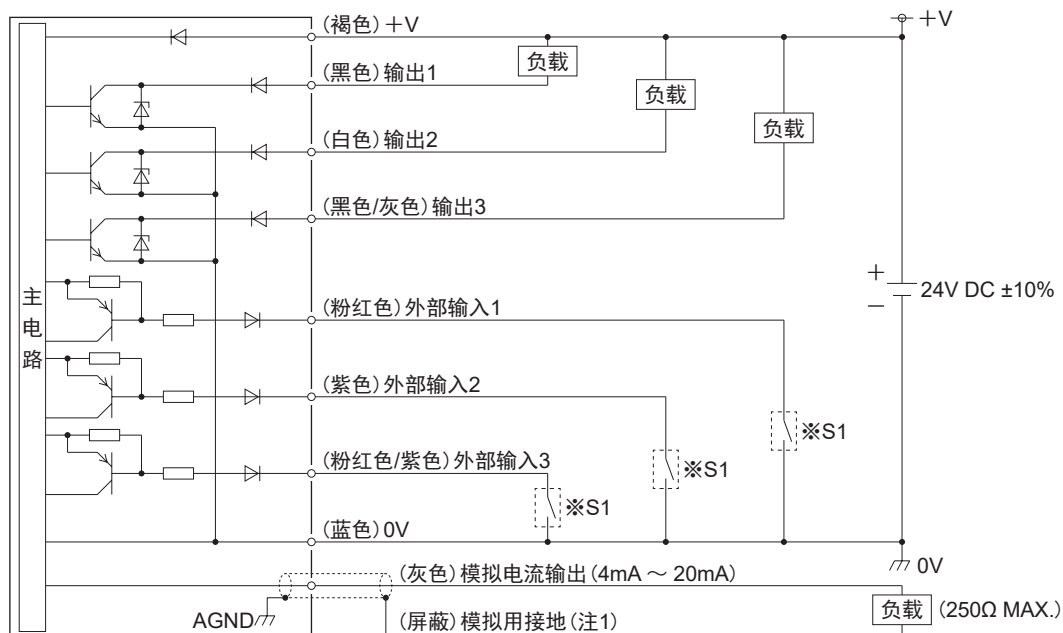 (褐色)＋V
＋V
负载
(黑色)输出1
负载
(白色)输出2
负载
(黑色/灰色)输出3
主电路
＋
－
24V DC ±10%
(粉红色)外部输入1
(紫色)外部输入2
※S1
(粉红色/紫色)外部输入3
※S1
※S1
(蓝色)0V
0V
(灰色)模拟电流输出(4mA ～ 20mA)
AGND
(屏蔽)模拟用接地(注1)
负载
(250Ω MAX.)